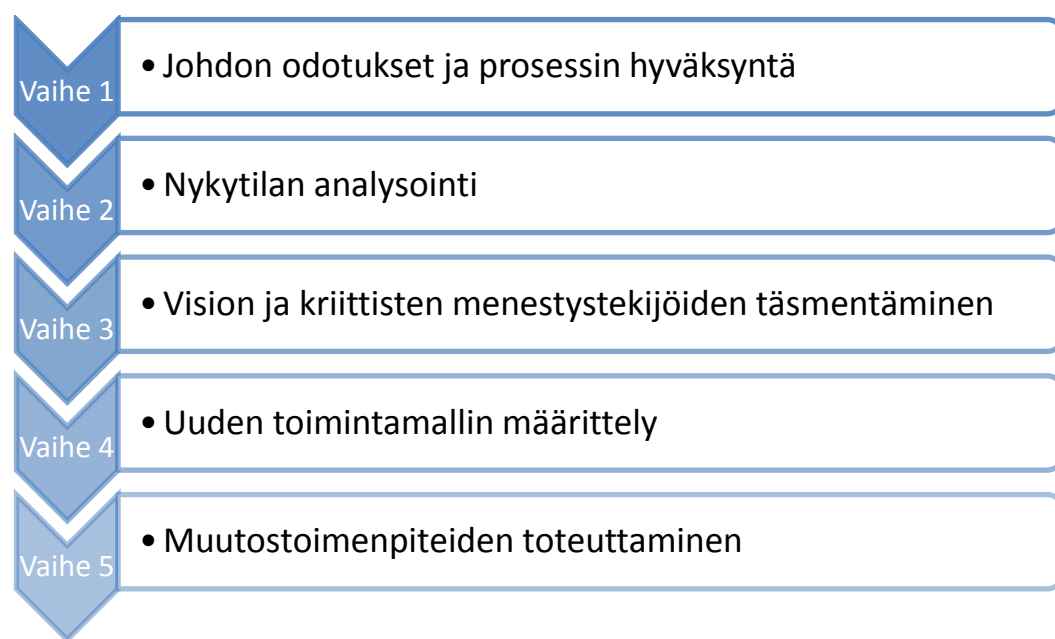 Vaihe 1
• Johdon odotukset ja prosessin hyväksyntä
Vaihe 2
• Nykytilan analysointi
Vaihe 3
• Vision ja kriittisten menestystekijöiden täsmentäminen
Vaihe 4
• Uuden toimintamallin määrittely
Vaihe 5
• Muutostoimenpiteiden toteuttaminen